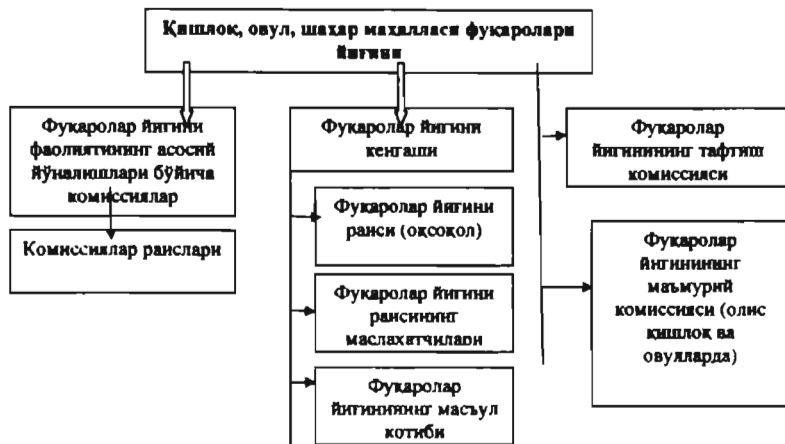 Қишлоқ, овул, шаҳар маҳалласи фуқаролари
йиғини
Фуқаролар йиғини
фаолиятининг асосий
йўналишлари бўйича
комиссиялар
Комиссиялар раислари
Фуқаролар йиғини
кенгаши
Фуқаролар йиғини
раиси (оқсоқол)
Фуқаролар йиғини
раисининг
маслаҳатчилари
Фуқаролар
йиғинининг масъул
котиби
Фуқаролар
йиғинининг тафтиш
комиссияси
Фуқаролар
йиғинининг
маъмурий
комиссияси (олис
қишлоқ ва
овулларда)